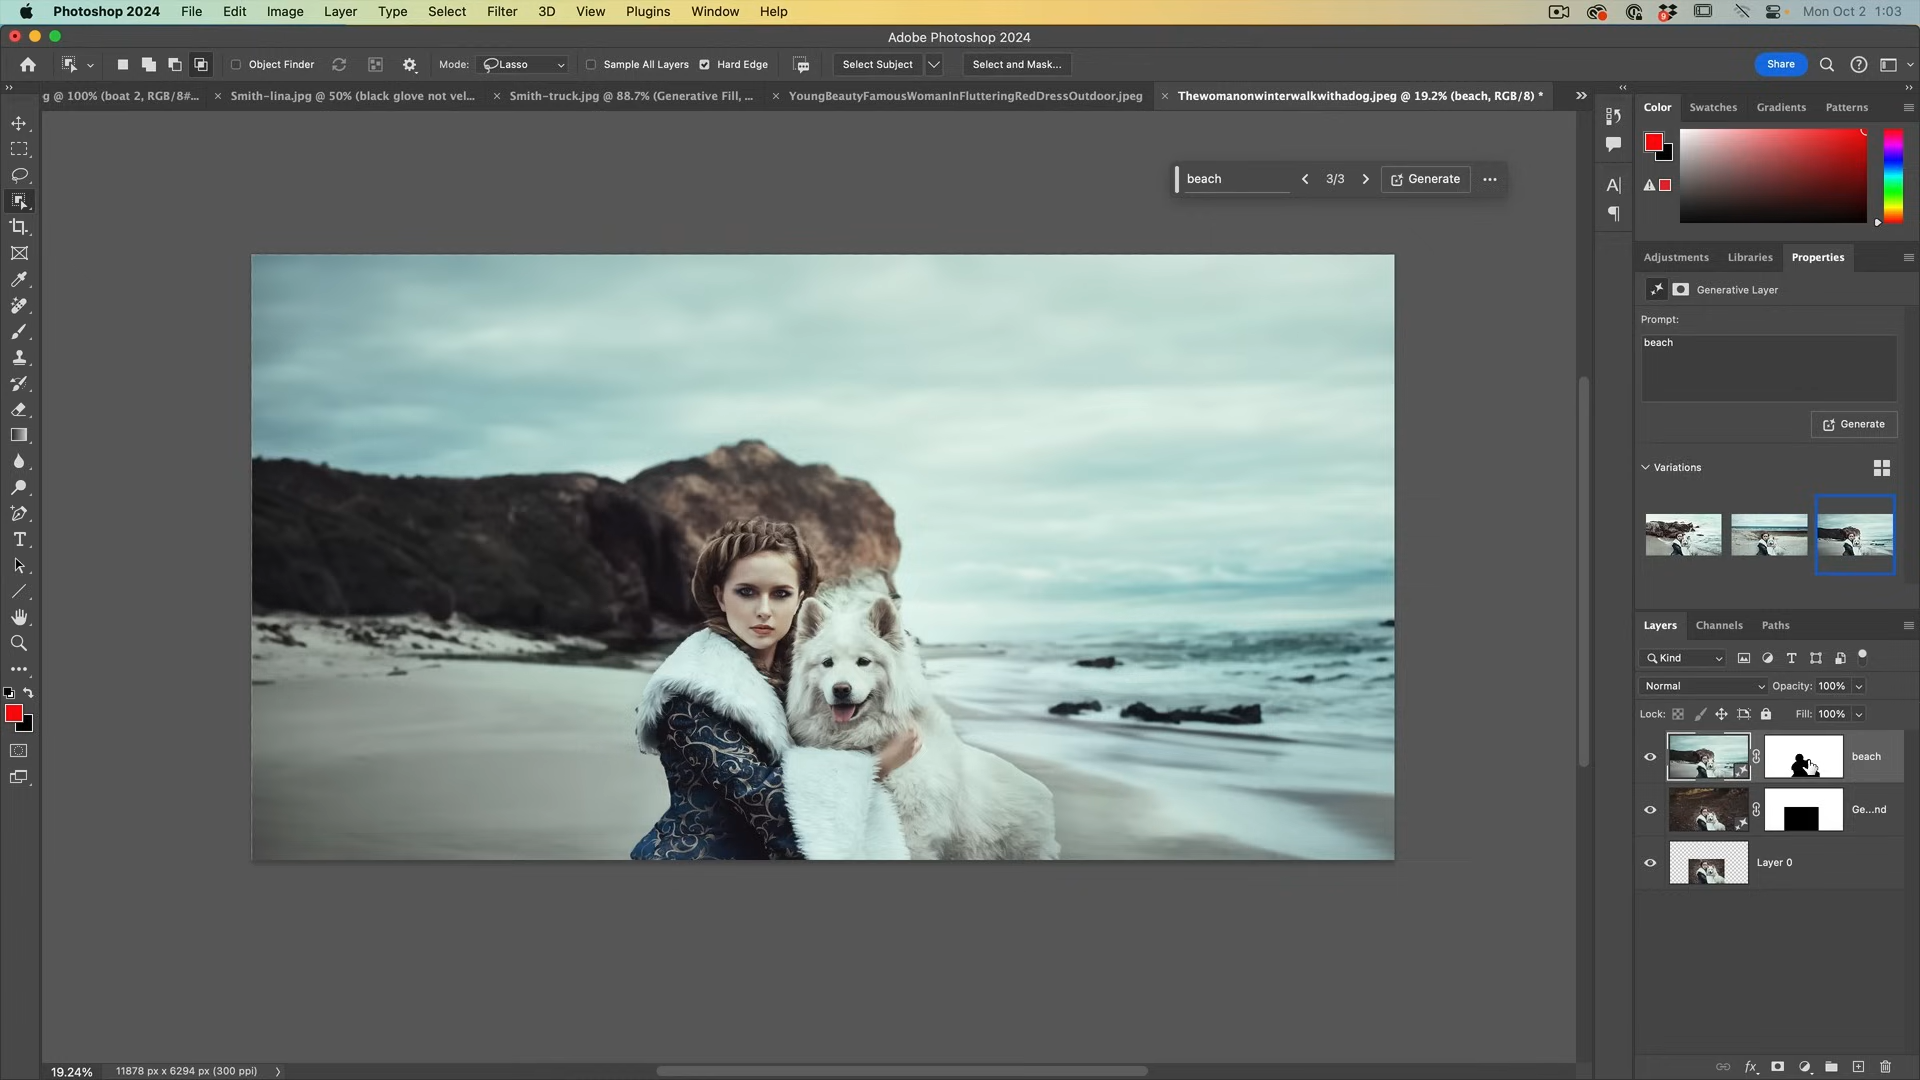 Photoshop 2024 File Edit Image Layer Type Select Filter 3D View Plugins Window Help 9 Mon Oct 2 1:03
Adobe Photoshop 2024
Object Finder Mode: Lasso Sample All Layers Hard Edge Select Subject Select and Mask... Share
g @ 100% (boat 2, RGB/8#... Smith-lina.jpg @ 50% (black glove not vel... Smith-truck.jpg @ 88.7% (Generative Fill, ... YoungBeautyFamousWomanInFlutteringRedDressOutdoor.jpeg Thewomanonwinterwalkwithadog.jpeg @ 19.2% (beach, RGB/8) *
Color Swatches Gradients Patterns
beach 3/3 Generate
Adjustments Libraries Properties
Generative Layer
Prompt:
beach
Generate
Variations
Layers Channels Paths
Kind
Normal Opacity: 100%
Lock: Fill: 100%
beach
Ge...nd
Layer 0
19.24% 11878 px x 6294 px (300 ppi)